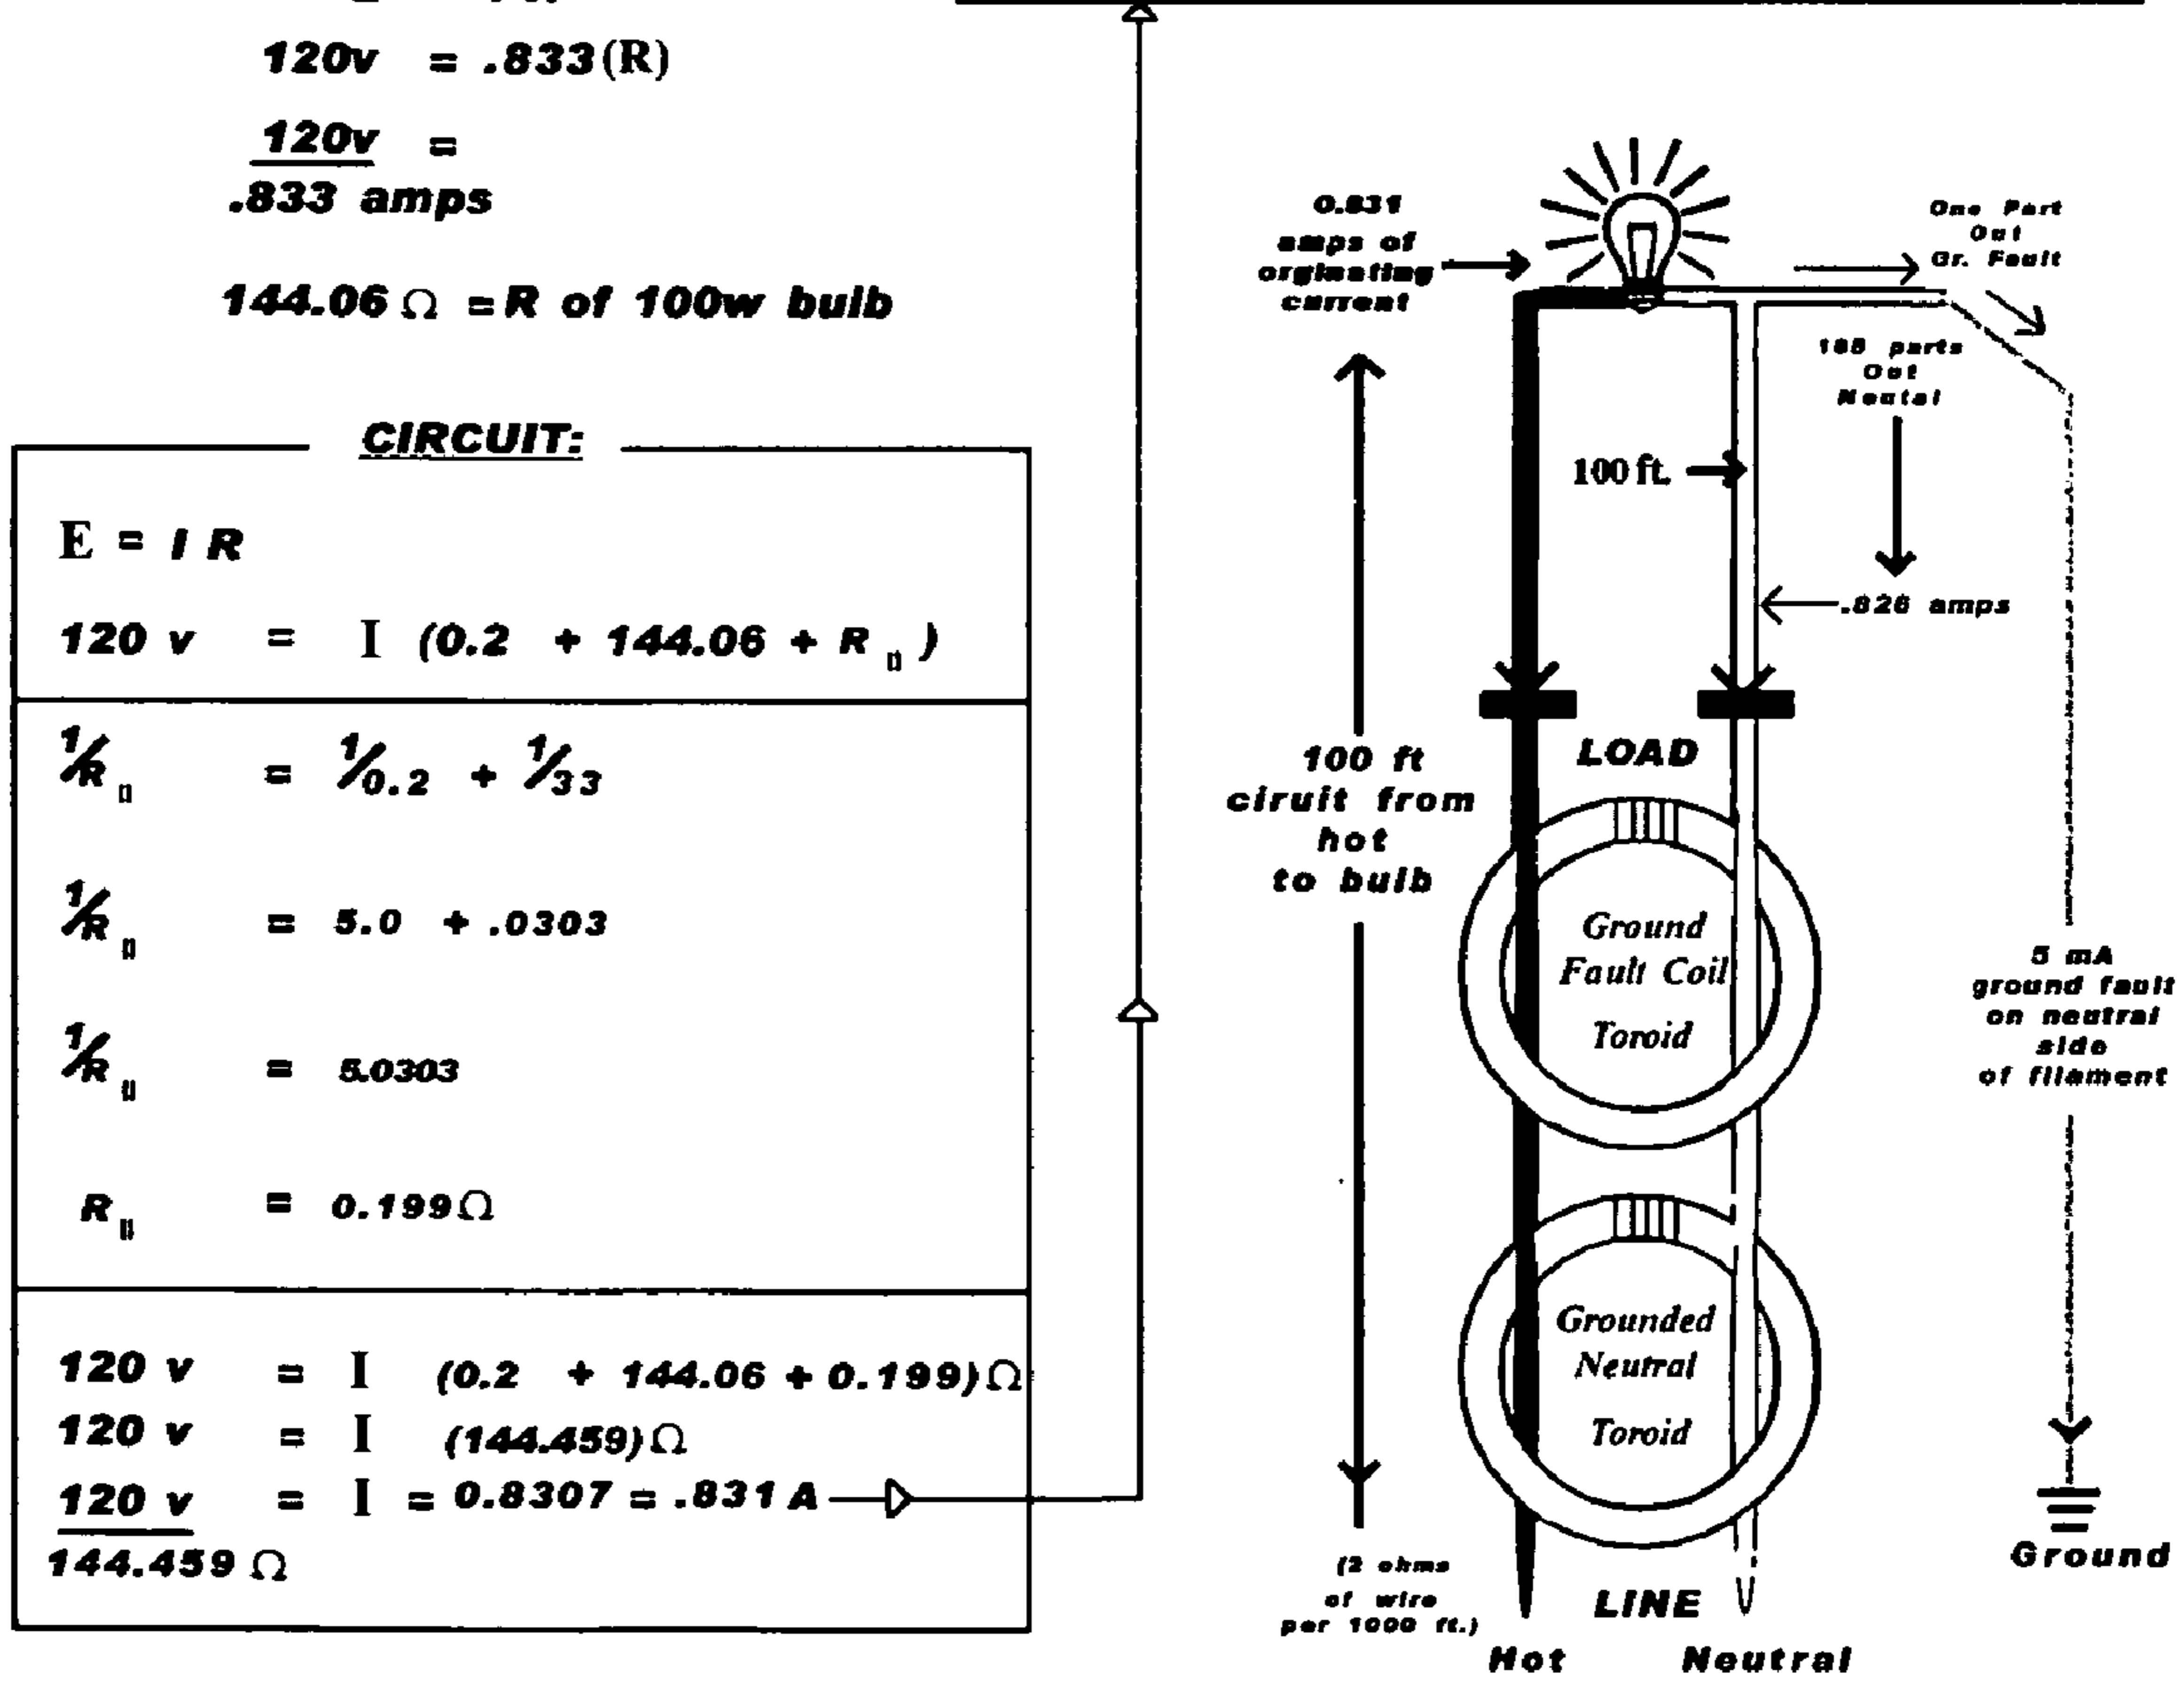 120v = .833(R)
120v =
.833 amps
144.06 Ω = R of 100w bulb
CIRCUIT:
E = I R
120 v = I (0.2 + 144.06 + R )
1/R = 1/0.2 + 1/33
1/R = 5.0 + .0303
1/R = 5.0303
R = 0.199Ω
120 v = I (0.2 + 144.06 + 0.199)Ω
120 v = I (144.459)Ω
120 v = I = 0.8307 = .831 A
144.459 Ω
0.831
amps of
orginating
current
One Part
Out
Gr. Fault
165 parts
Out
Neutal
100 ft.
.826 amps
100 ft
ciruit from
hot
to bulb
LOAD
Ground
Fault Coil
Toroid
5 mA
ground fault
on neutral
side
of filament
Grounded
Neutral
Toroid
(2 ohms
of wire
per 1000 ft.)
LINE
Hot
Neutral
Ground